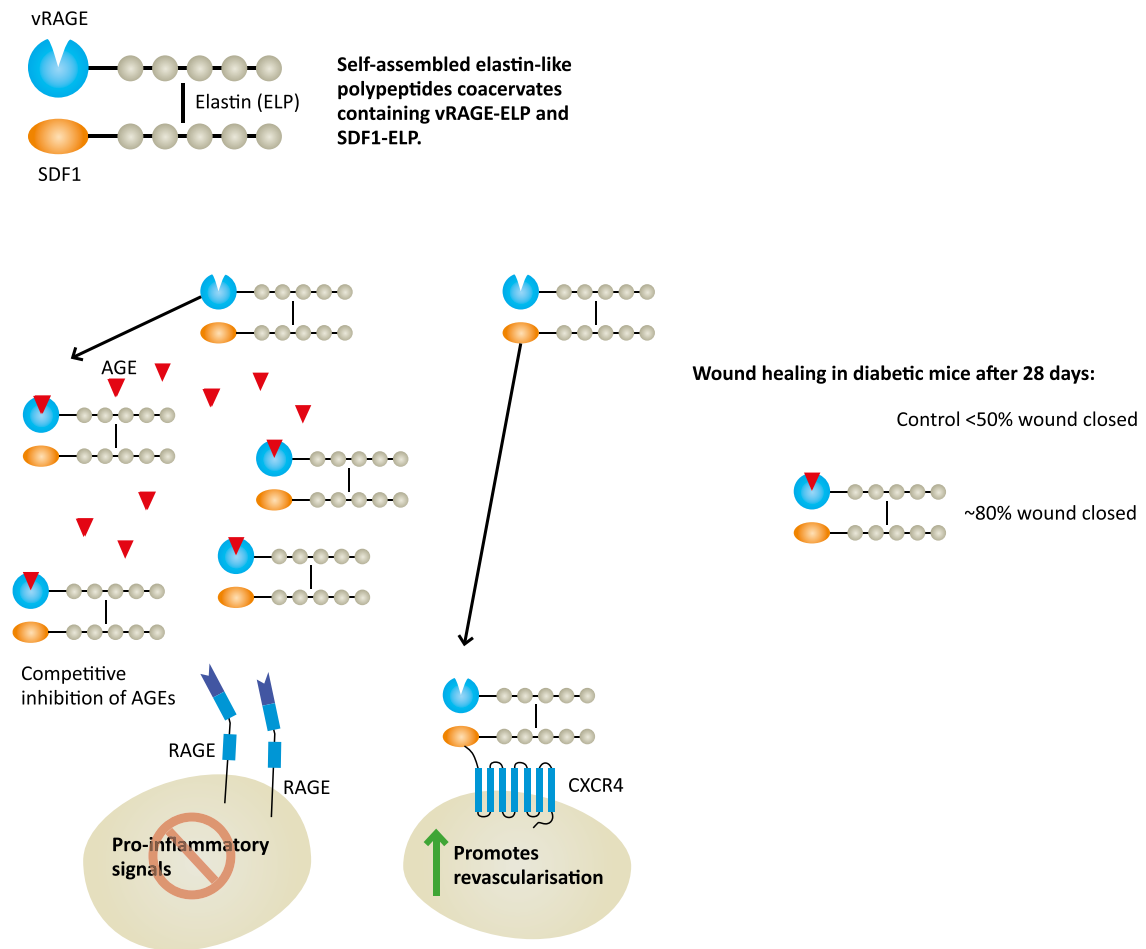 vRAGE
Self-assembled elastin-like
polypeptides coacervates
containing vRAGE-ELP and
SDF1-ELP.
Elastin (ELP)
SDF1
AGE
Wound healing in diabetic mice after 28 days:
Control <50% wound closed
~80% wound closed
Competitive
inhibition of AGEs
RAGE
RAGE
CXCR4
Pro-inflammatory
signals
Promotes
revascularisation